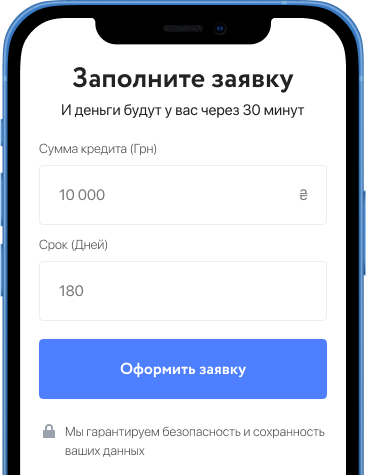 Заполните заявку
И деньги будут у вас через 30 минут
Сумма кредита (Грн)
10 000 ₴
Срок (Дней)
180
Оформить заявку
Мы гарантируем безопасность и сохранность
ваших данных